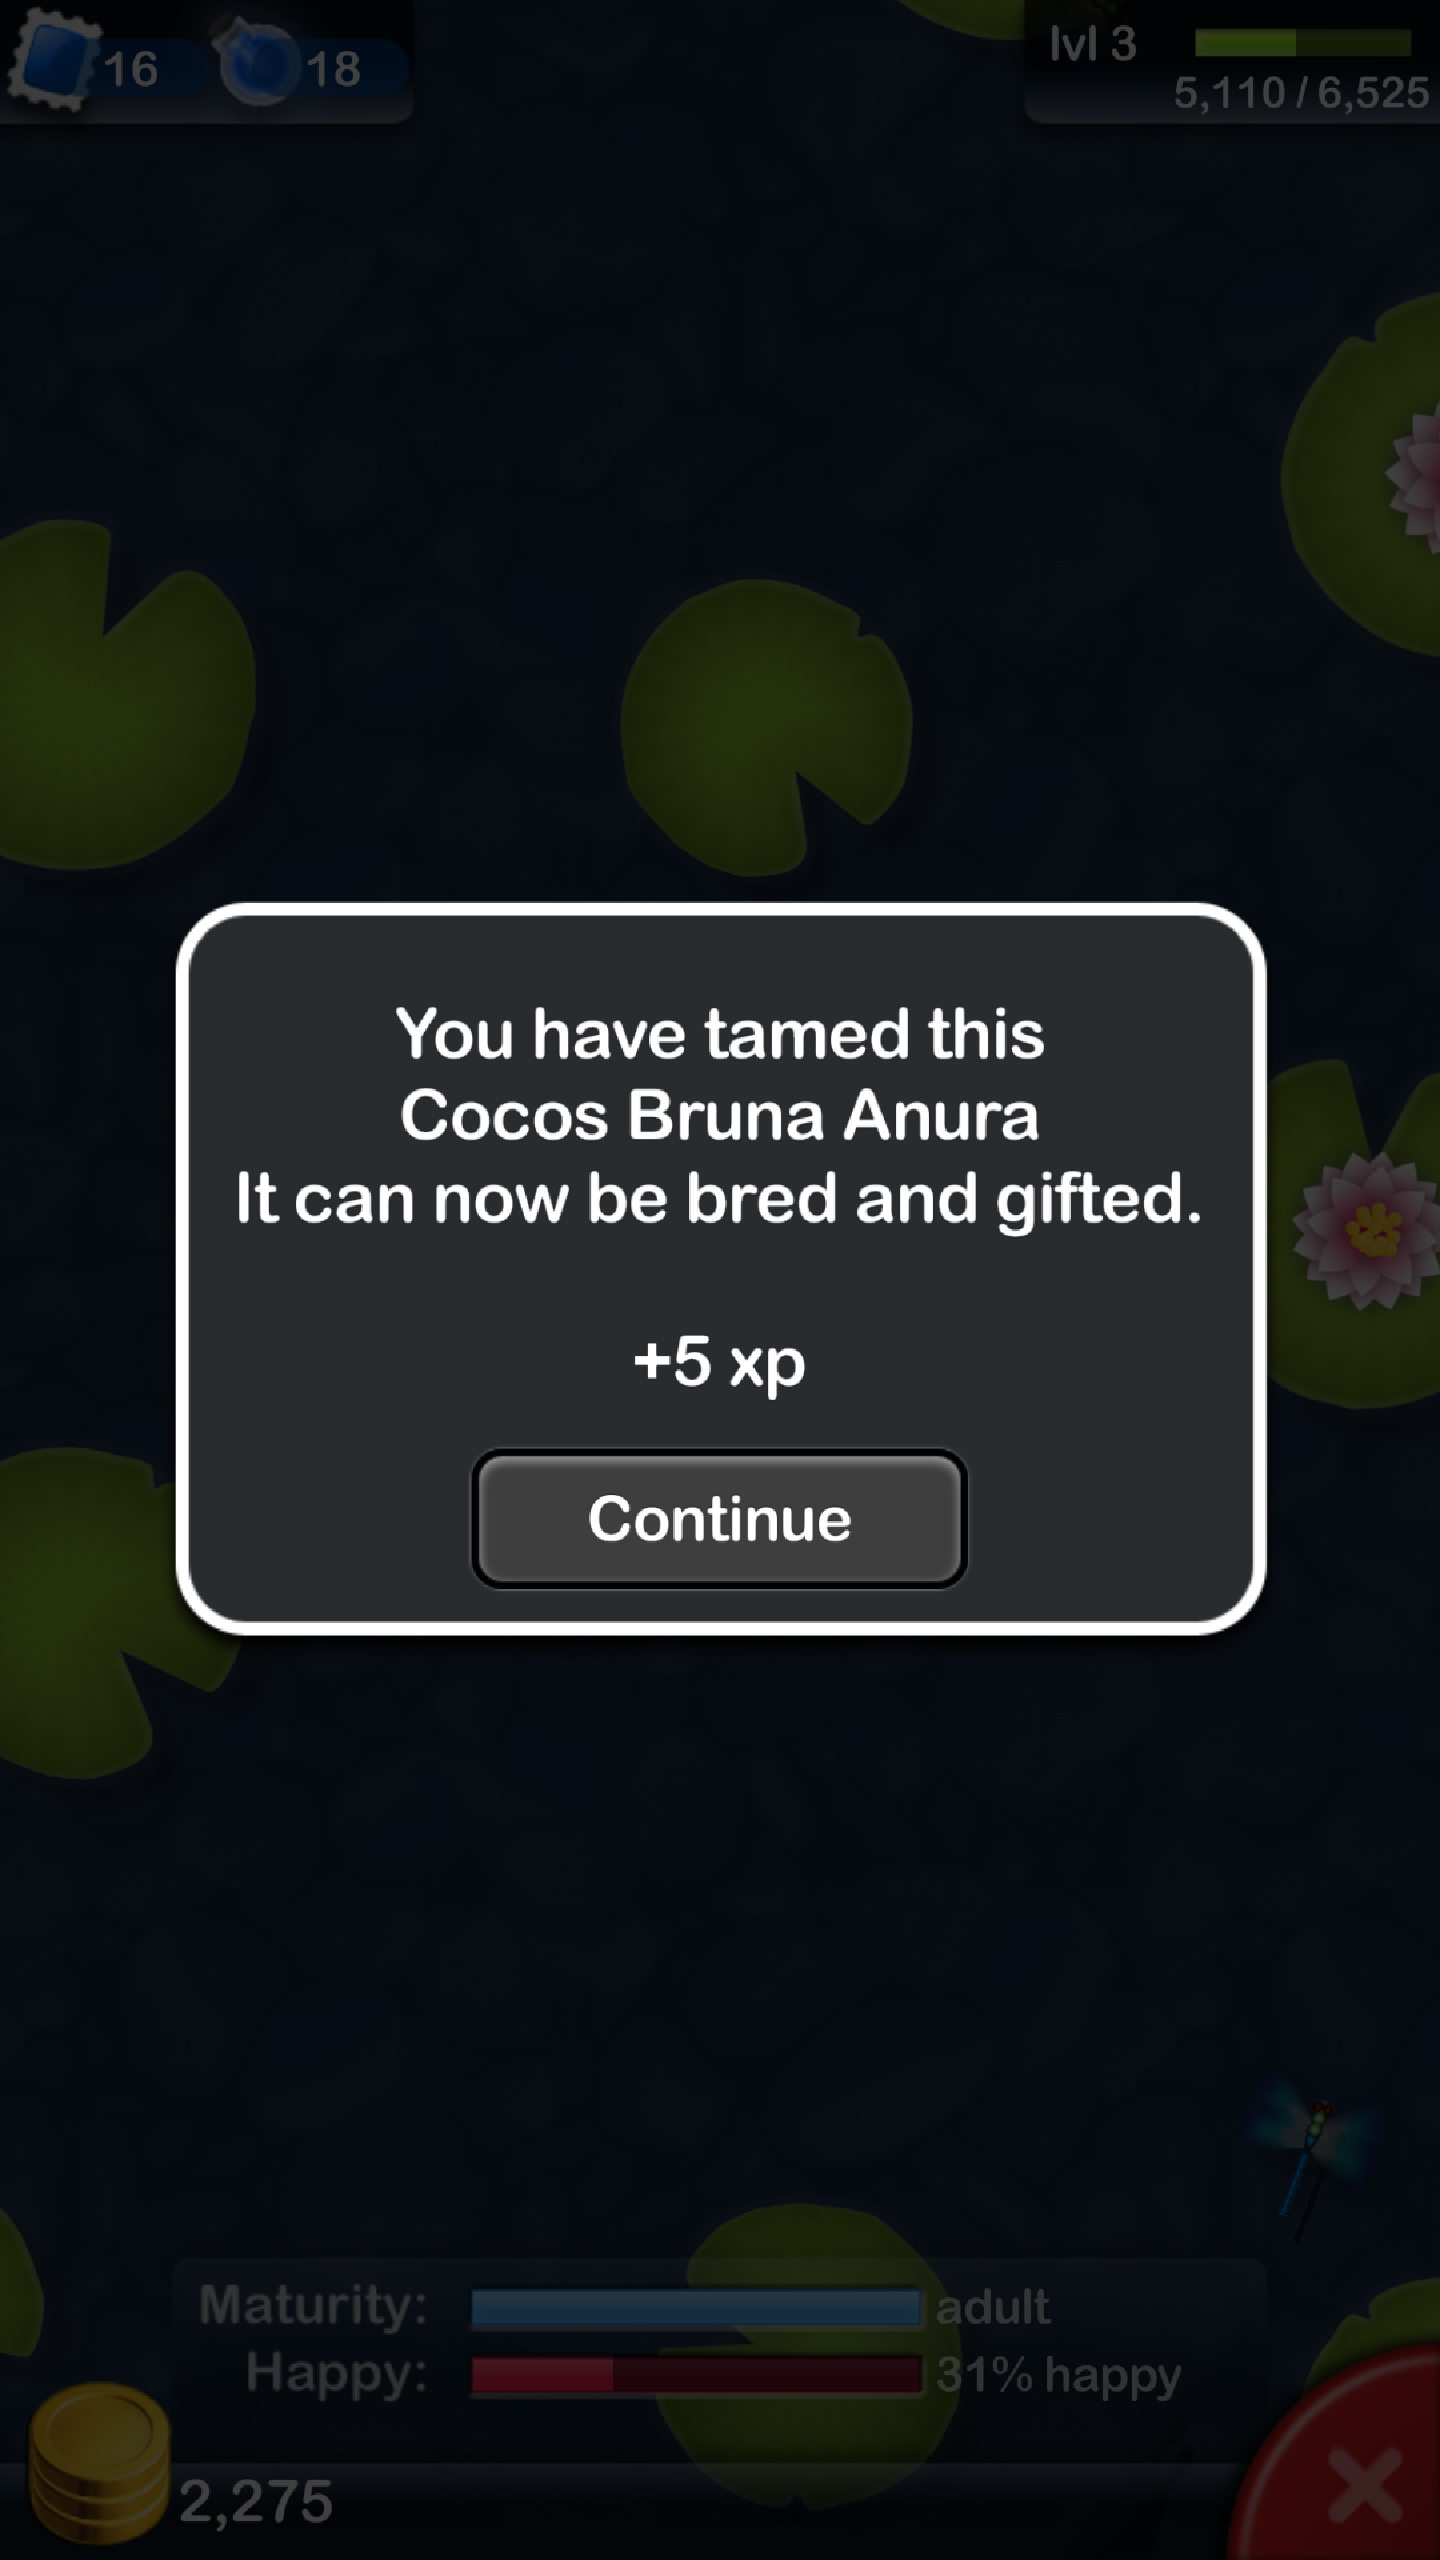 16
18
lvl 3
5,110 / 6,525
You have tamed this
Cocos Bruna Anura
It can now be bred and gifted.
+5 xp
Continue
Maturity: adult
Happy: 31% happy
2,275